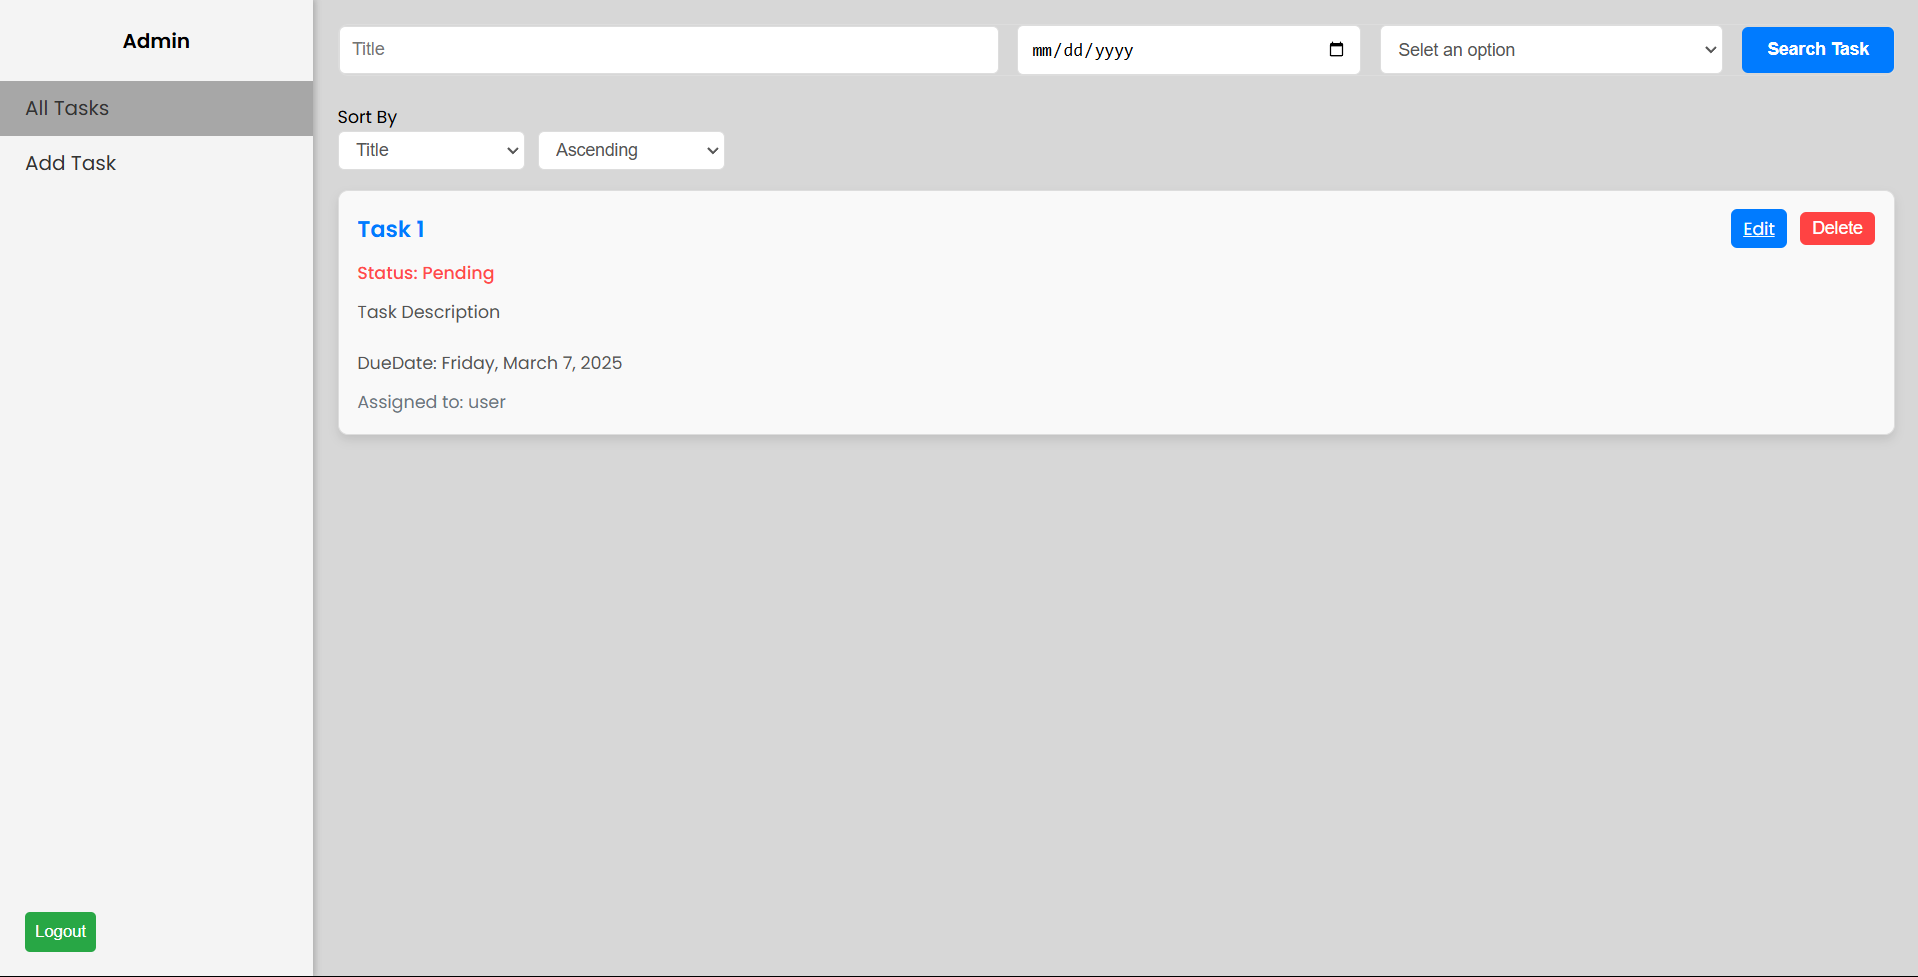 Admin
All Tasks
Add Task
Logout
Title
mm/dd/yyyy
Selet an option
Search Task
Sort By
Title
Ascending
Task 1
Edit
Delete
Status: Pending
Task Description
DueDate: Friday, March 7, 2025
Assigned to: user